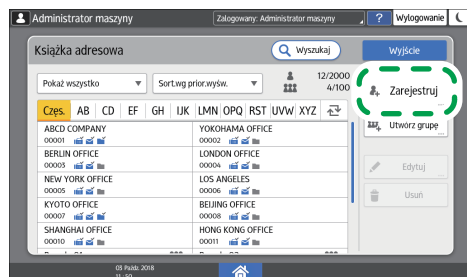 Administrator maszyny
Zalogowany: Administrator maszyny
?
Wylogowanie
Książka adresowa
Wyszukaj
Wyjście
Pokaż wszystko
Sort.wg prior.wyśw.
12/2000
4/100
Zarejestruj
Częs. AB CD EF GH IJK LMN OPQ RST UVW XYZ
Utwórz grupę
ABCD COMPANY
00001
YOKOHAMA OFFICE
00002
BERLIN OFFICE
00003
LONDON OFFICE
00004
Edytuj
NEW YORK OFFICE
00005
LOS ANGELES
00006
Usuń
KYOTO OFFICE
00007
BEIJING OFFICE
00008
SHANGHAI OFFICE
00010
HONG KONG OFFICE
00011
03 Paźdz. 2018
11:50